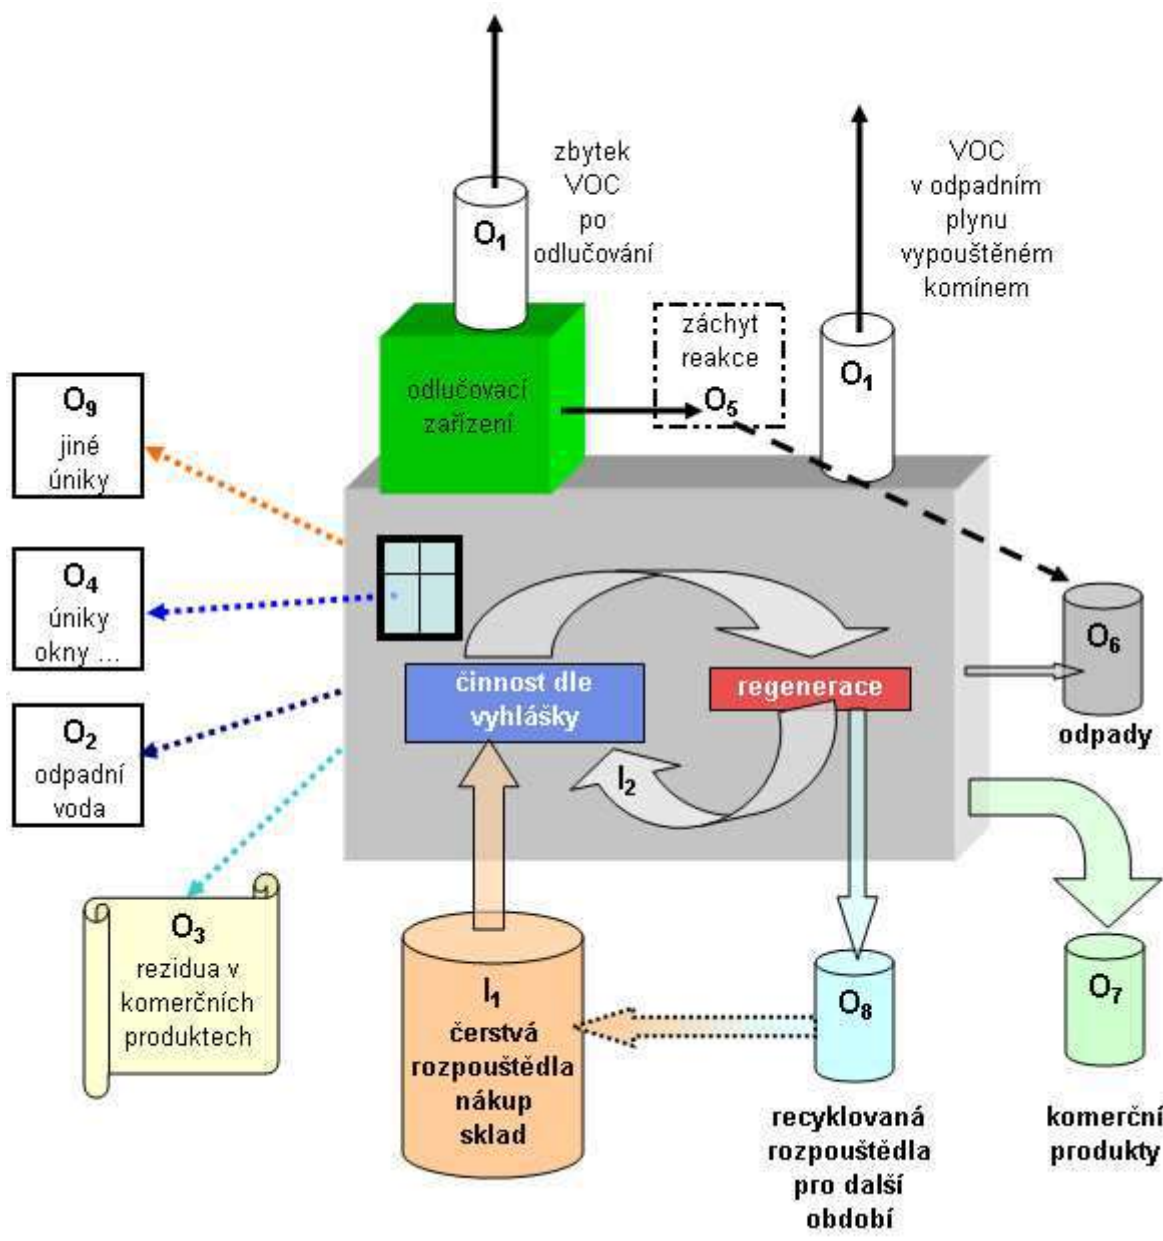 zbytek
VOC
po
odlučování
O₁
VOC
v odpadním
plynu
vypouštěném
komínem
O₁
odlučovací
zařízení
záchyt
reakce
O₅
O₉
jiné
úniky
O₄
úniky
okny ...
O₂
odpadní
voda
O₃
rezidua v
komerčních
produktech
činnost dle
vyhlášky
regenerace
I₂
O₆
odpady
O₇
komerční
produkty
I₁
čerstvá
rozpouštědla
nákup
sklad
O₈
recyklovaná
rozpouštědla
pro další
období